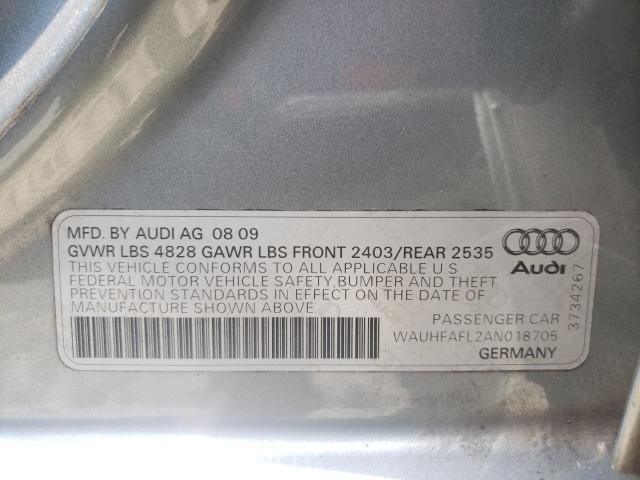 MFD. BY AUDI AG 08 09
GVWR LBS 4828 GAWR LBS FRONT 2403/REAR 2535
THIS VEHICLE CONFORMS TO ALL APPLICABLE U S
FEDERAL MOTOR VEHICLE SAFETY,BUMPER AND THEFT
PREVENTION STANDARDS IN EFFECT ON THE DATE OF
MANUFACTURE SHOWN ABOVE
Audi
3734267
PASSENGER CAR
WAUHFAFL2AN018705
GERMANY